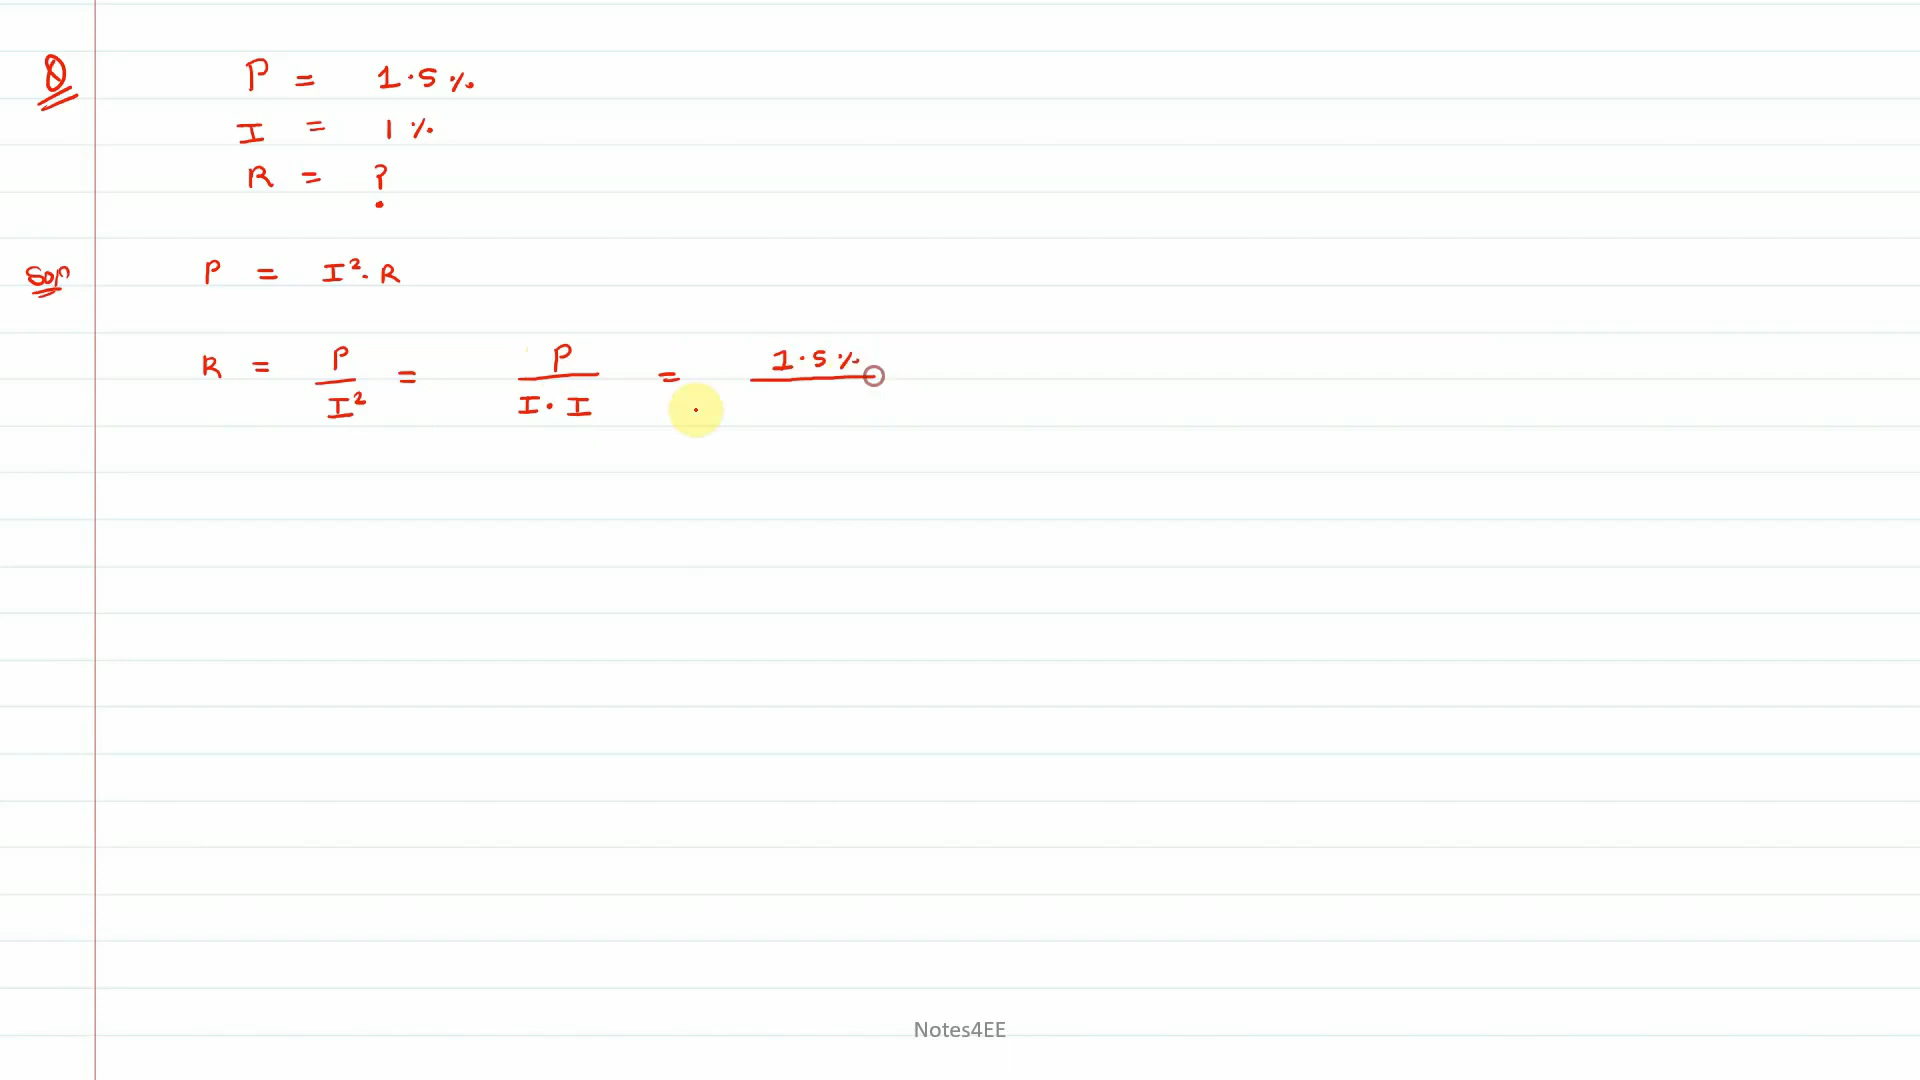 Q P = 1.5 %
I = 1 %
R = ?
Soln P = I². R
R = P / I² = P / I . I = 1.5 %
Notes4EE